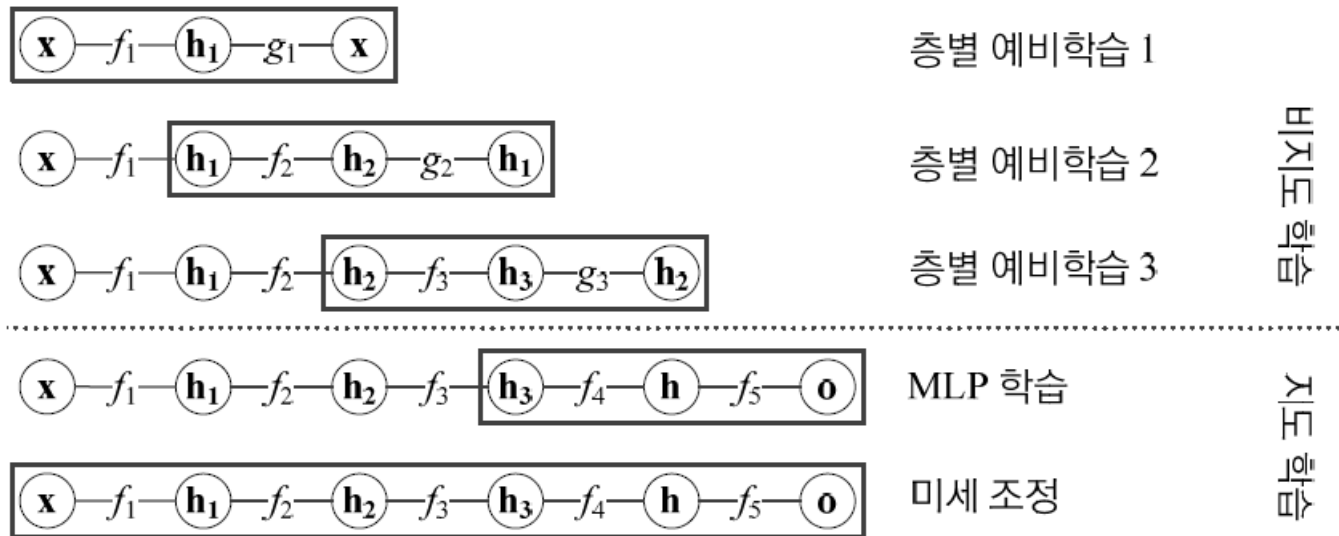 x f₁ h₁ g₁ x 층별 예비학습 1
x f₁ h₁ f₂ h₂ g₂ h₁ 층별 예비학습 2
x f₁ h₁ f₂ h₂ f₃ h₃ g₃ h₂ 층별 예비학습 3
비지도 학습
x f₁ h₁ f₂ h₂ f₃ h₃ f₄ h f₅ o MLP 학습
x f₁ h₁ f₂ h₂ f₃ h₃ f₄ h f₅ o 미세 조정
지도 학습